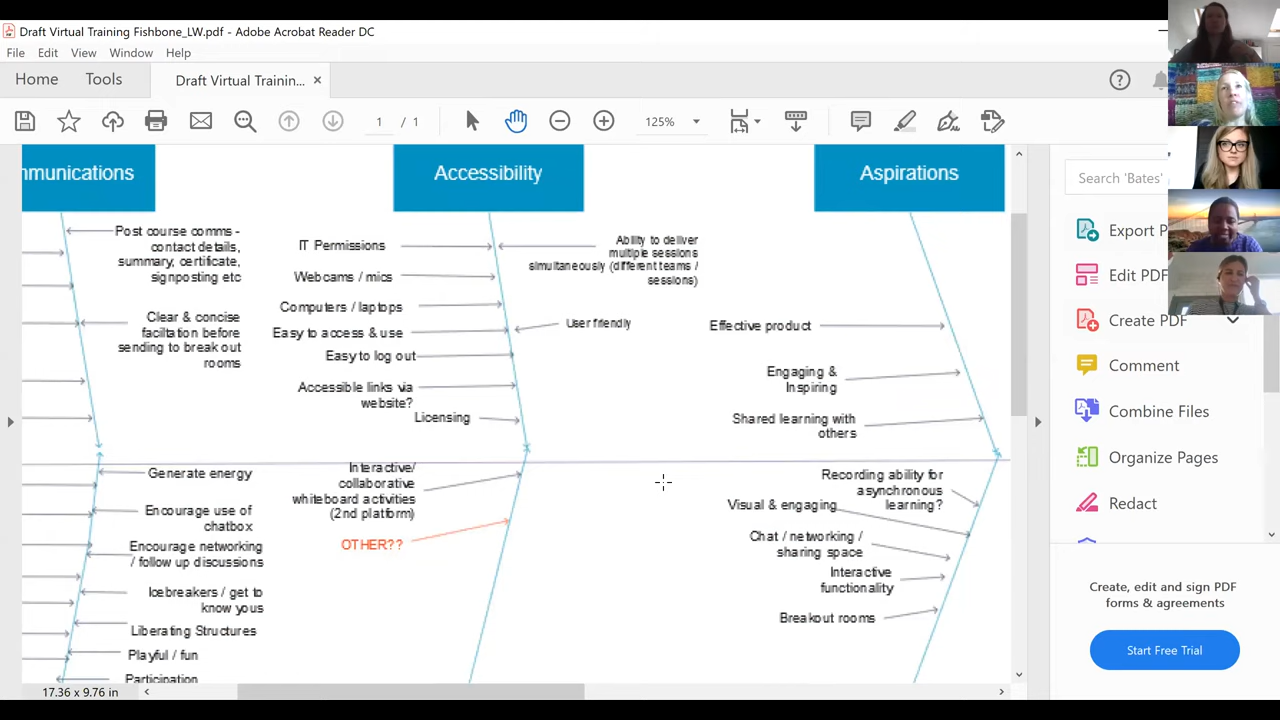 Draft Virtual Training Fishbone_LW.pdf - Adobe Acrobat Reader DC
File Edit View Window Help
Home Tools Draft Virtual Trainin... ×
1 / 1 125%
mmunications
Accessibility
Aspirations
Post course comms -
contact details,
summary, certificate,
signposting etc
Clear & concise
faciltation before
sending to break out
rooms
IT Permissions
Webcams / mics
Computers / laptops
Easy to access & use
Easy to log out
Accessible links via
website?
Licensing
Ability to deliver
multiple sessions
simultaneously (different teams /
sessions)
User friendly
Effective product
Engaging &
Inspiring
Shared learning with
others
Generate energy
Encourage use of
chatbox
Encourage networking
/ follow up discussions
Icebreakers / get to
know yous
Liberating Structures
Playful / fun
Participation
Interactive/
collaborative
whiteboard activities
(2nd platform)
OTHER??
Recording ability for
asynchronous
learning?
Visual & engaging
Chat / networking /
sharing space
Interactive
functionality
Breakout rooms
Search 'Bates'
Export P
Edit PDF
Create PDF
Comment
Combine Files
Organize Pages
Redact
Create, edit and sign PDF
forms & agreements
Start Free Trial
17.36 x 9.76 in